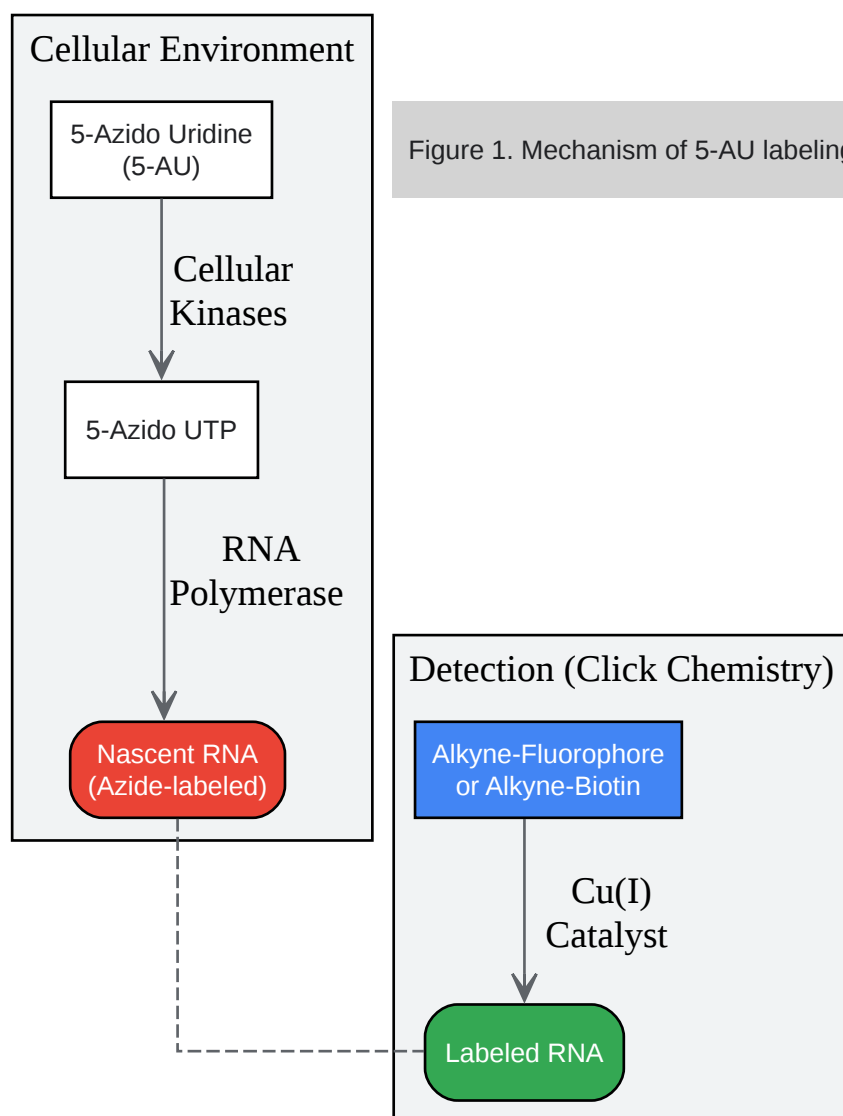 Cellular Environment
5-Azido Uridine
(5-AU)
Figure 1. Mechanism of 5-AU labeling
Cellular
Kinases
5-Azido UTP
RNA
Polymerase
Detection (Click Chemistry)
Nascent RNA
(Azide-labeled)
Alkyne-Fluorophore
or Alkyne-Biotin
Cu(I)
Catalyst
Labeled RNA